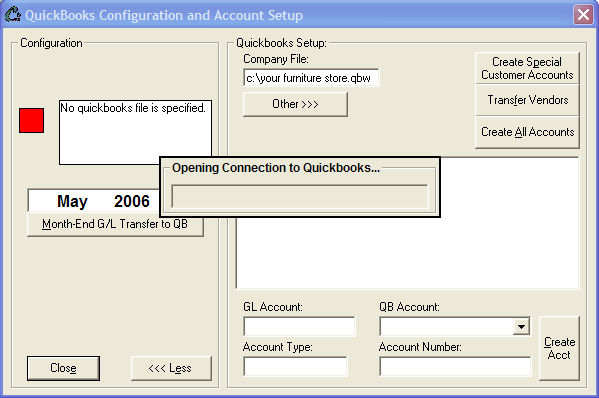 QuickBooks Configuration and Account Setup
Configuration
No quickbooks file is specified.
May 2006
Month-End G/L Transfer to QB
Close
<<< Less
Quickbooks Setup:
Company File:
c:\your furniture store.qbw
Other >>>
Create Special
Customer Accounts
Transfer Vendors
Create All Accounts
Opening Connection to Quickbooks...
GL Account:
QB Account:
Account Type:
Account Number:
Create
Acct